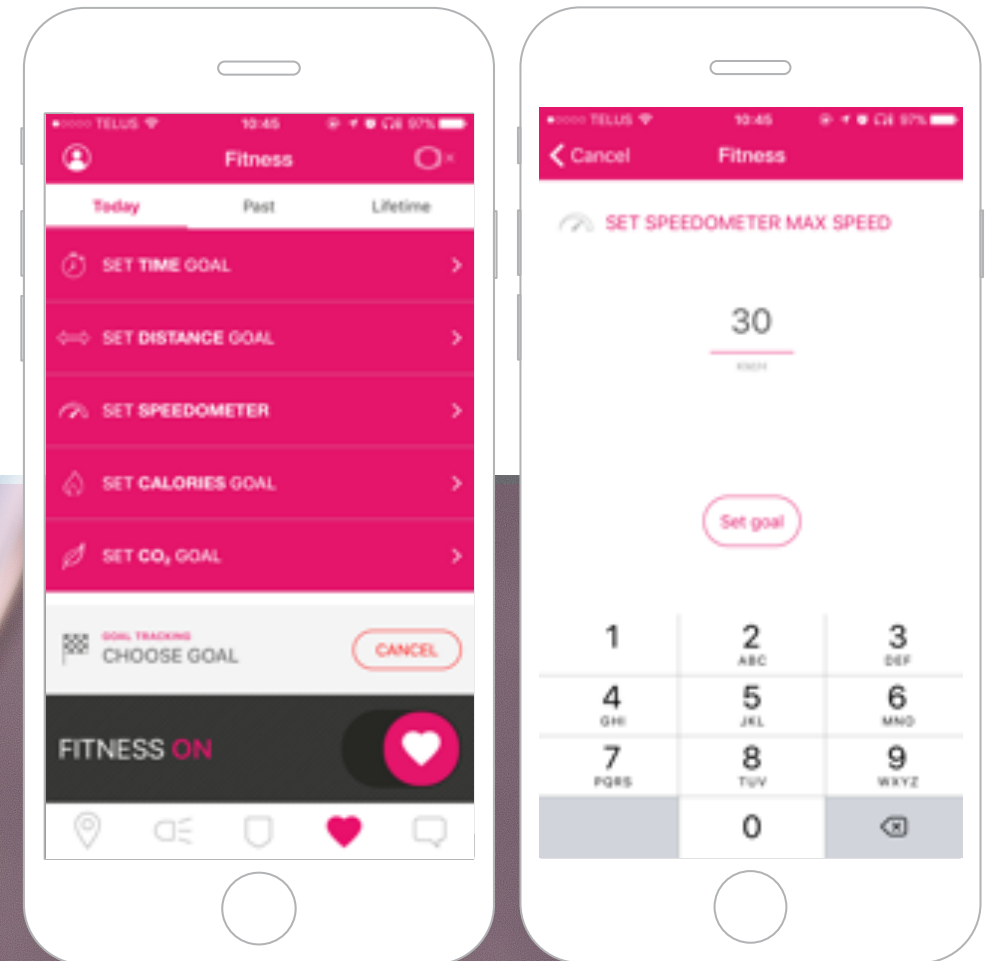 TELUS 10:45 97%
Fitness
Today Past Lifetime
SET TIME GOAL
SET DISTANCE GOAL
SET SPEEDOMETER
SET CALORIES GOAL
SET CO₂ GOAL
GOAL TRACKING
CHOOSE GOAL
CANCEL
FITNESS ON
TELUS 10:45 97%
Cancel Fitness
SET SPEEDOMETER MAX SPEED
30
KM/H
Set goal
1 2 3
ABC DEF
4 5 6
GHI JKL MNO
7 8 9
PQRS TUV WXYZ
0